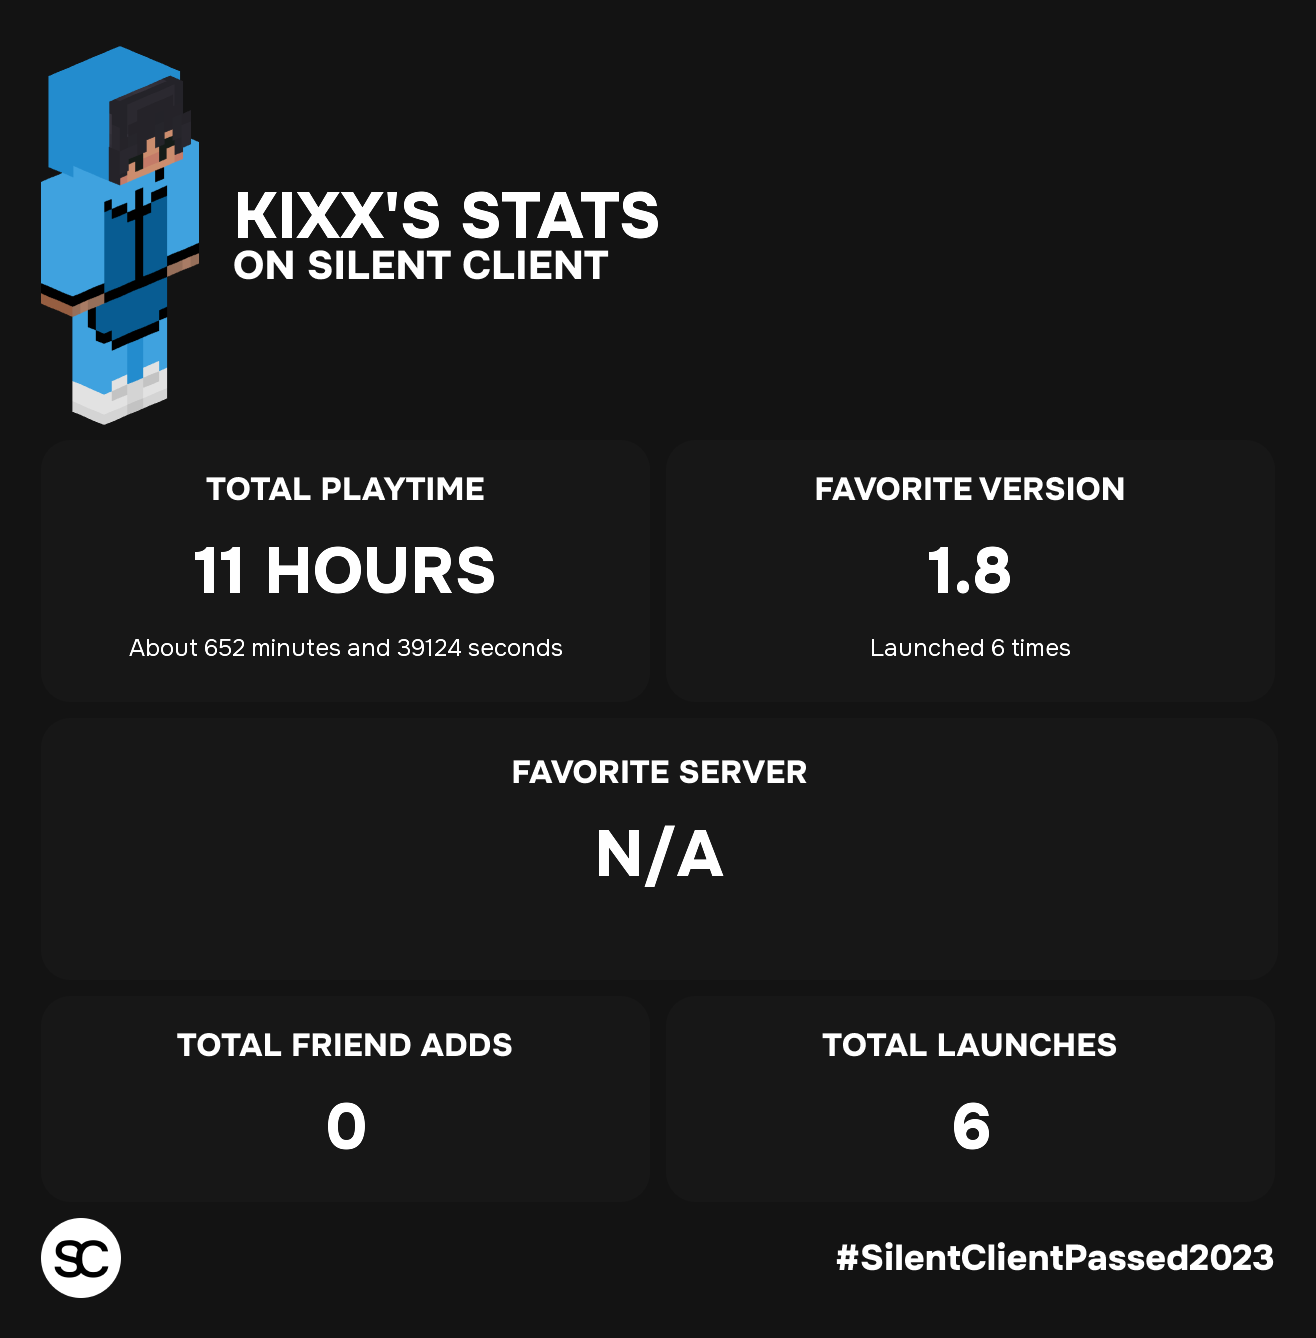 KIXX'S STATS
ON SILENT CLIENT
TOTAL PLAYTIME
11 HOURS
About 652 minutes and 39124 seconds
FAVORITE VERSION
1.8
Launched 6 times
FAVORITE SERVER
N/A
TOTAL FRIEND ADDS
0
TOTAL LAUNCHES
6
SC
#SilentClientPassed2023